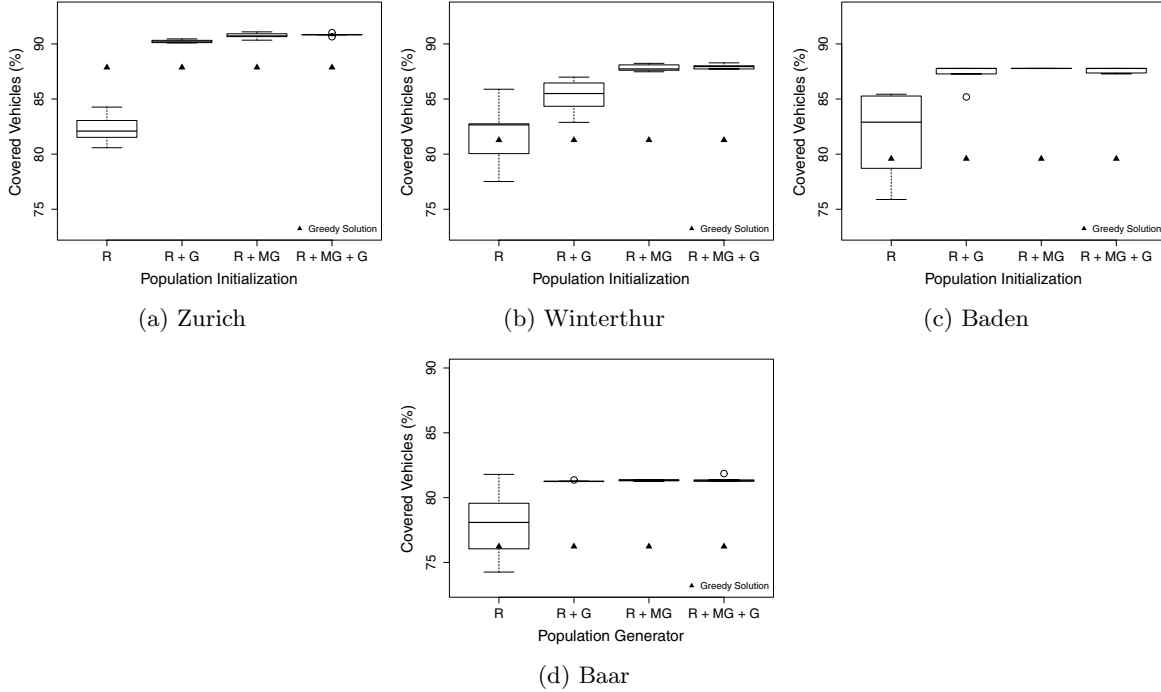 Covered Vehicles (%)
90
85
80
75
▲ Greedy Solution
R R + G R + MG R + MG + G
Population Initialization
(a) Zurich
Covered Vehicles (%)
90
85
80
75
▲ Greedy Solution
R R + G R + MG R + MG + G
Population Initialization
(b) Winterthur
Covered Vehicles (%)
90
85
80
75
▲ Greedy Solution
R R + G R + MG R + MG + G
Population Initialization
(c) Baden
Covered Vehicles (%)
90
85
80
75
▲ Greedy Solution
R R + G R + MG R + MG + G
Population Generator
(d) Baar